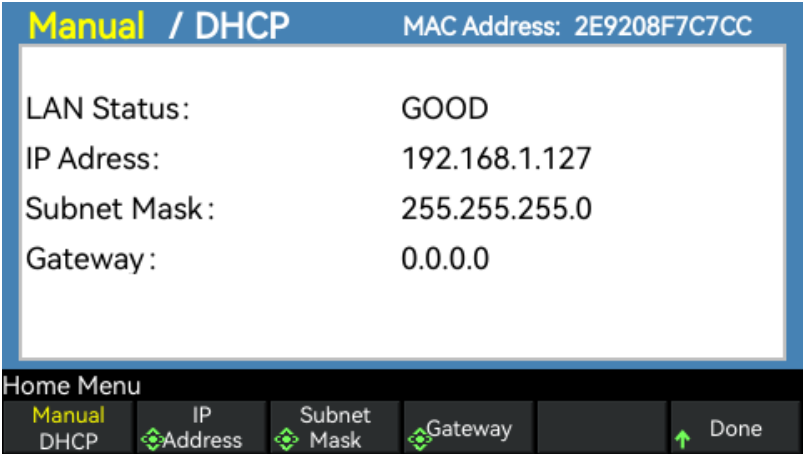 Manual / DHCP MAC Address: 2E9208F7C7CC
LAN Status: GOOD
IP Adress: 192.168.1.127
Subnet Mask: 255.255.255.0
Gateway: 0.0.0.0
Home Menu
Manual IP Subnet Gateway Done
DHCP Address Mask